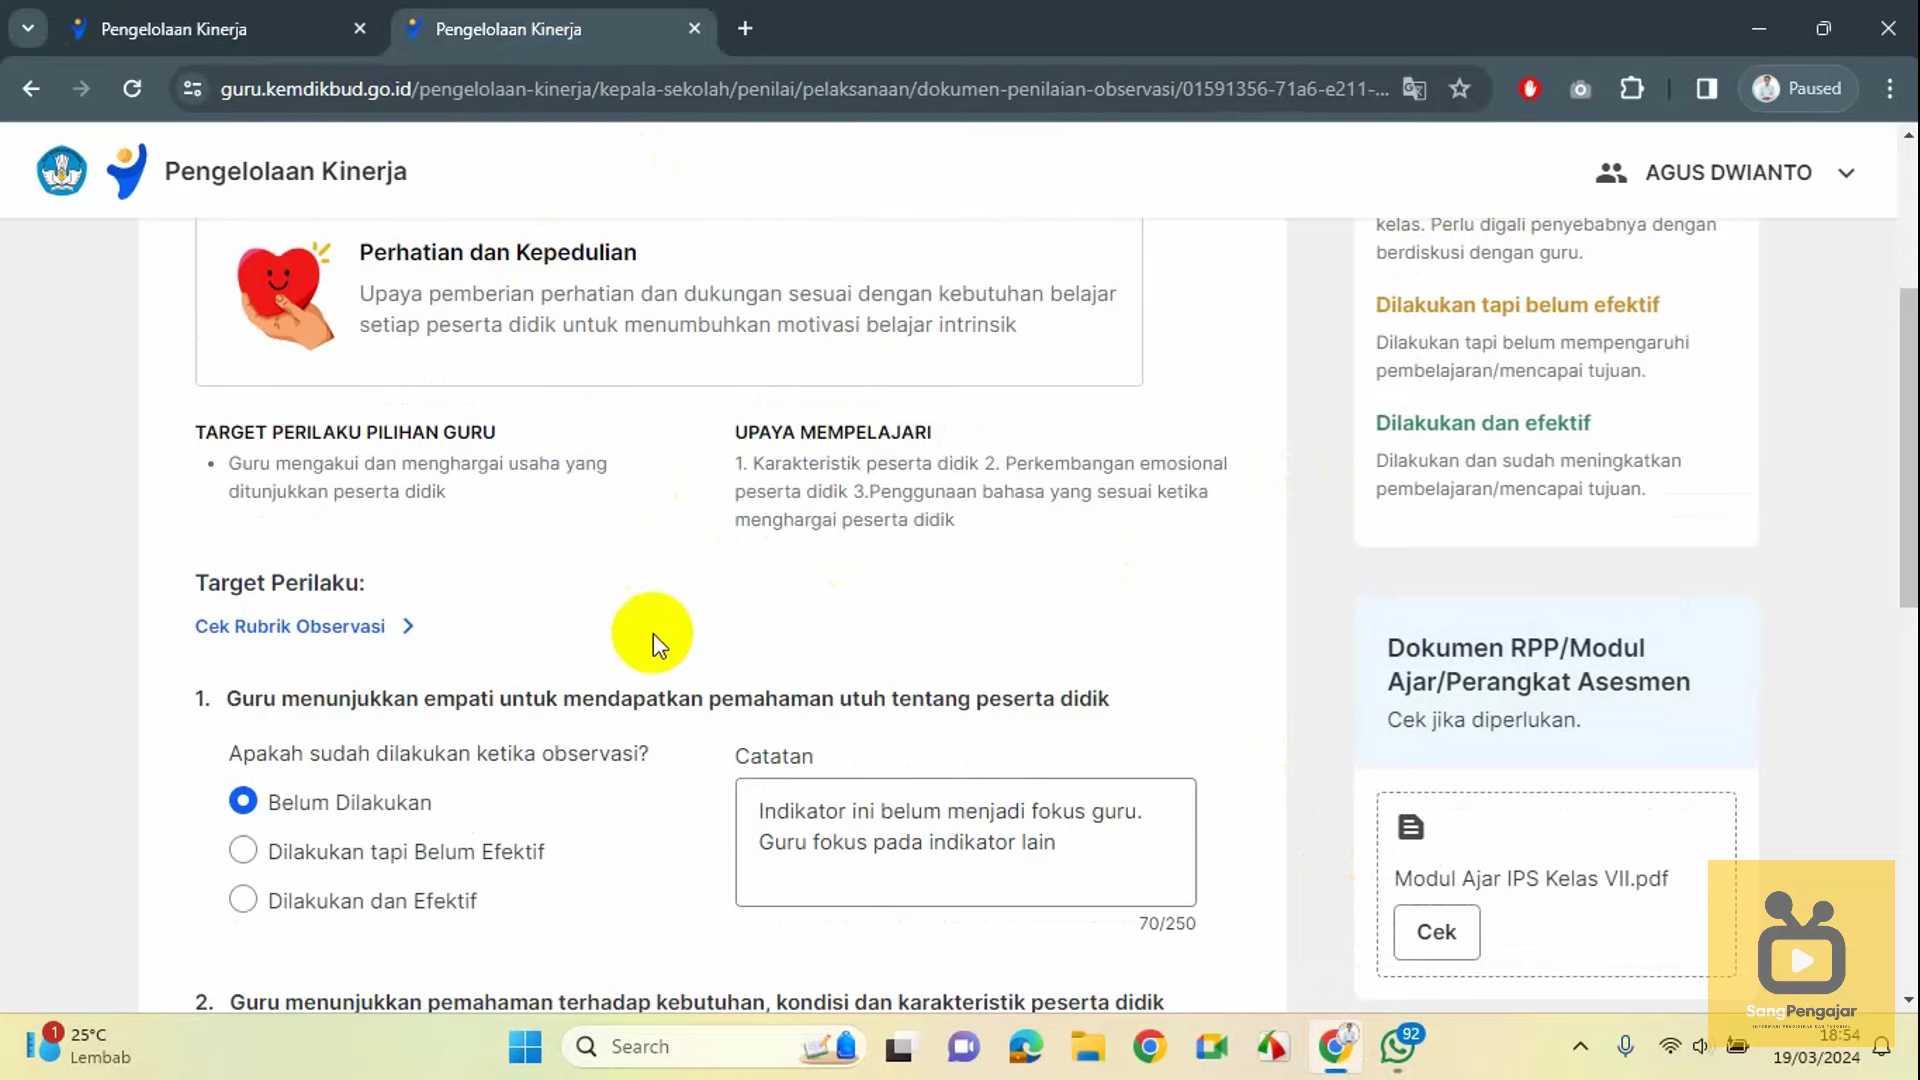 Pengelolaan Kinerja
Pengelolaan Kinerja
guru.kemdikbud.go.id/pengelolaan-kinerja/kepala-sekolah/penilai/pelaksanaan/dokumen-penilaian-observasi/01591356-71a6-e211-...
Paused
Pengelolaan Kinerja
AGUS DWIANTO
Perhatian dan Kepedulian
Upaya pemberian perhatian dan dukungan sesuai dengan kebutuhan belajar
setiap peserta didik untuk menumbuhkan motivasi belajar intrinsik
TARGET PERILAKU PILIHAN GURU
• Guru mengakui dan menghargai usaha yang
ditunjukkan peserta didik
UPAYA MEMPELAJARI
1. Karakteristik peserta didik 2. Perkembangan emosional
peserta didik 3.Penggunaan bahasa yang sesuai ketika
menghargai peserta didik
Target Perilaku:
Cek Rubrik Observasi
1. Guru menunjukkan empati untuk mendapatkan pemahaman utuh tentang peserta didik
Apakah sudah dilakukan ketika observasi?
Belum Dilakukan
Dilakukan tapi Belum Efektif
Dilakukan dan Efektif
Catatan
Indikator ini belum menjadi fokus guru.
Guru fokus pada indikator lain
70/250
2. Guru menunjukkan pemahaman terhadap kebutuhan, kondisi dan karakteristik peserta didik
kelas. Perlu digali penyebabnya dengan
berdiskusi dengan guru.
Dilakukan tapi belum efektif
Dilakukan tapi belum mempengaruhi
pembelajaran/mencapai tujuan.
Dilakukan dan efektif
Dilakukan dan sudah meningkatkan
pembelajaran/mencapai tujuan.
Dokumen RPP/Modul
Ajar/Perangkat Asesmen
Cek jika diperlukan.
Modul Ajar IPS Kelas VII.pdf
Cek
SangPengajar
INFORMASI PENDIDIKAN DAN TUTORIAL
1
25°C
Lembab
Search
92
18:54
19/03/2024